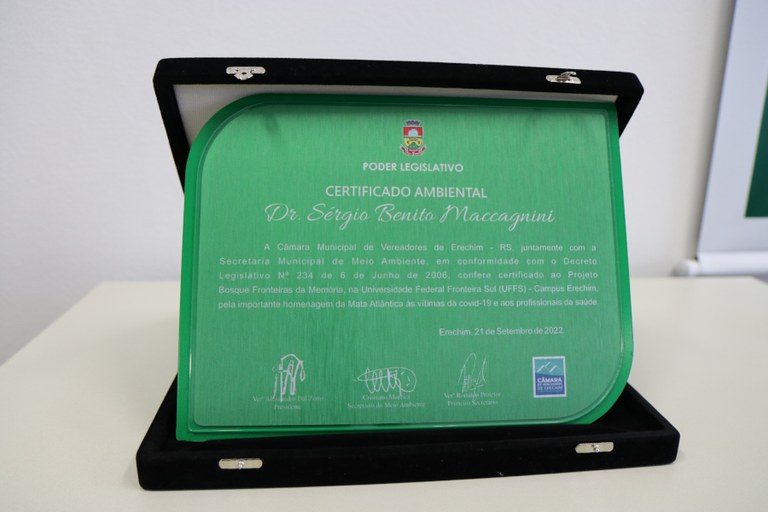 PODER LEGISLATIVO
CERTIFICADO AMBIENTAL
Dr. Sérgio Benito Maccagnini
A Câmara Municipal de Vereadores de Erechim - RS, juntamente com a
Secretaria Municipal de Meio Ambiente, em conformidade com o Decreto
Legislativo Nº 234 de 6 de Junho de 2006, confere certificado ao Projeto
Bosque Fronteiras da Memória, na Universidade Federal Fronteira Sul (UFFS) - Campus Erechim,
pela importante homenagem da Mata Atlântica às vítimas da covid-19 e aos profissionais da saúde.
Erechim, 21 de Setembro de 2022.
Presidente
Secretário do Meio Ambiente
Primeiro Secretário
CÂMARA